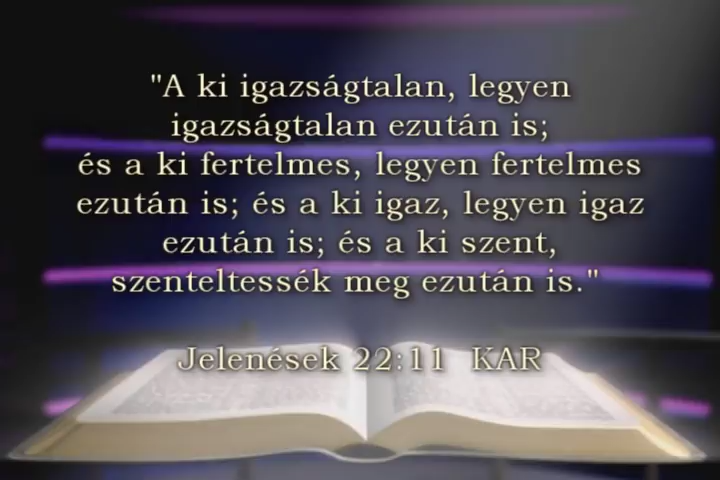 "A ki igazságtalan, legyen
igazságtalan ezután is;
és a ki fertelmes, legyen fertelmes
ezután is; és a ki igaz, legyen igaz
ezután is; és a ki szent,
szenteltessék meg ezután is."
Jelenések 22:11 KAR